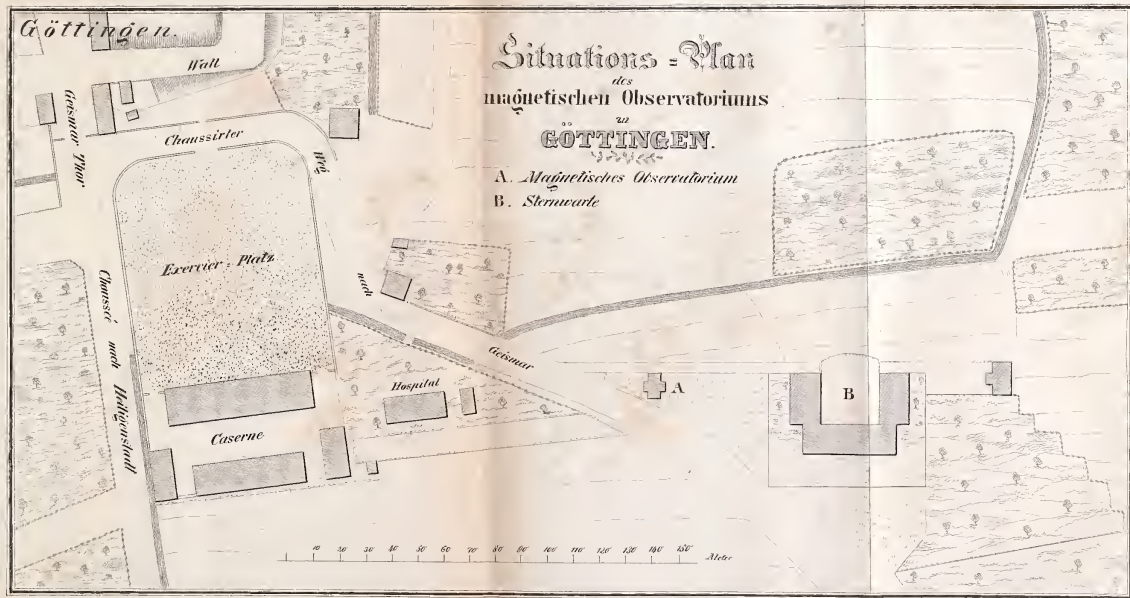 Göttingen.
Wall
Geismar Thor
Chaussirter
Weg
nach
Geismar
Situations = Plan
des
magnetischen Observatoriums
zu
GÖTTINGEN.
A. Magnetisches Observatorium
B. Sternwarte
Exercier = Platz
Chausseé nach Heiligenstadt
Hospital
Caserne
A
B
10 20 30 40 50 60 70 80 90 100 110 120 130 140 150 Meter